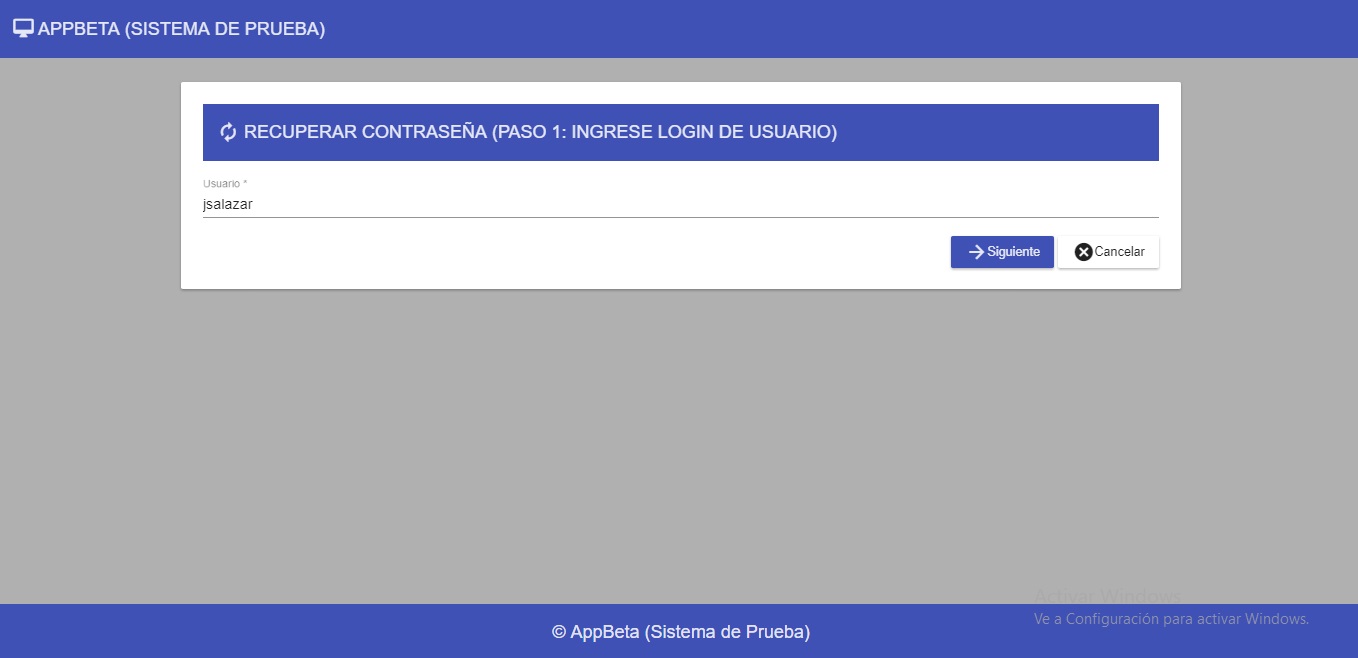 APPBETA (SISTEMA DE PRUEBA)
RECUPERAR CONTRASEÑA (PASO 1: INGRESE LOGIN DE USUARIO)
Usuario *
jsalazar
Siguiente
Cancelar
Activar Windows
Ve a Configuración para activar Windows.
© AppBeta (Sistema de Prueba)